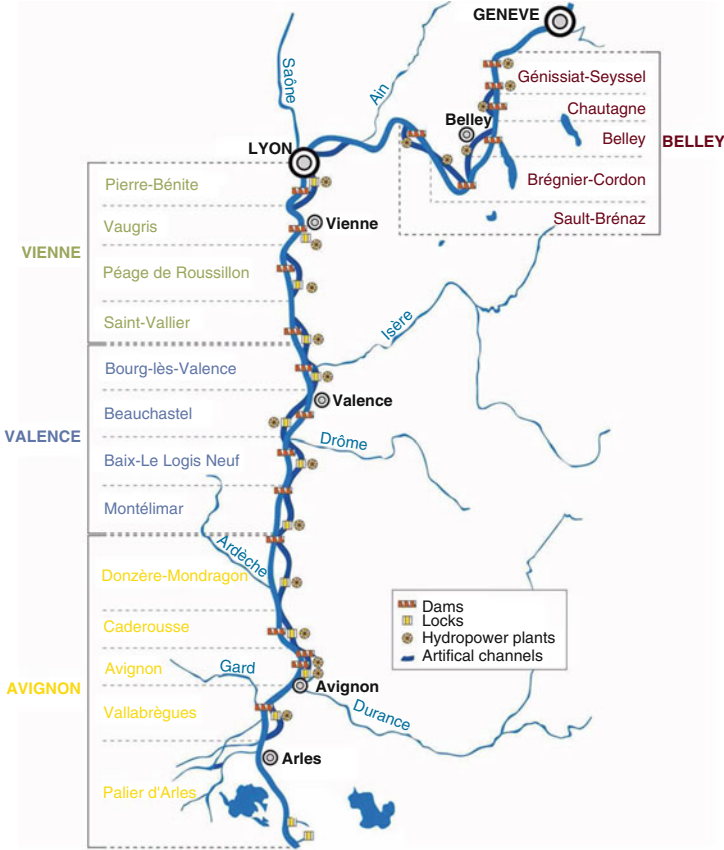 GENEVE
Saône
Ain
Génissiat-Seyssel
Chautagne
Belley
Belley
BELLEY
LYON
Brégnier-Cordon
Pierre-Bénite
Sault-Brénaz
Vaugris
Vienne
VIENNE
Péage de Roussillon
Saint-Vallier
Isère
Bourg-lès-Valence
Valence
Beauchastel
VALENCE
Drôme
Baix-Le Logis Neuf
Montélimar
Ardèche
Donzère-Mondragon
Dams
Locks
Hydropower plants
Artifical channels
Caderousse
Gard
Avignon
AVIGNON
Avignon
Vallabrègues
Durance
Arles
Palier d'Arles